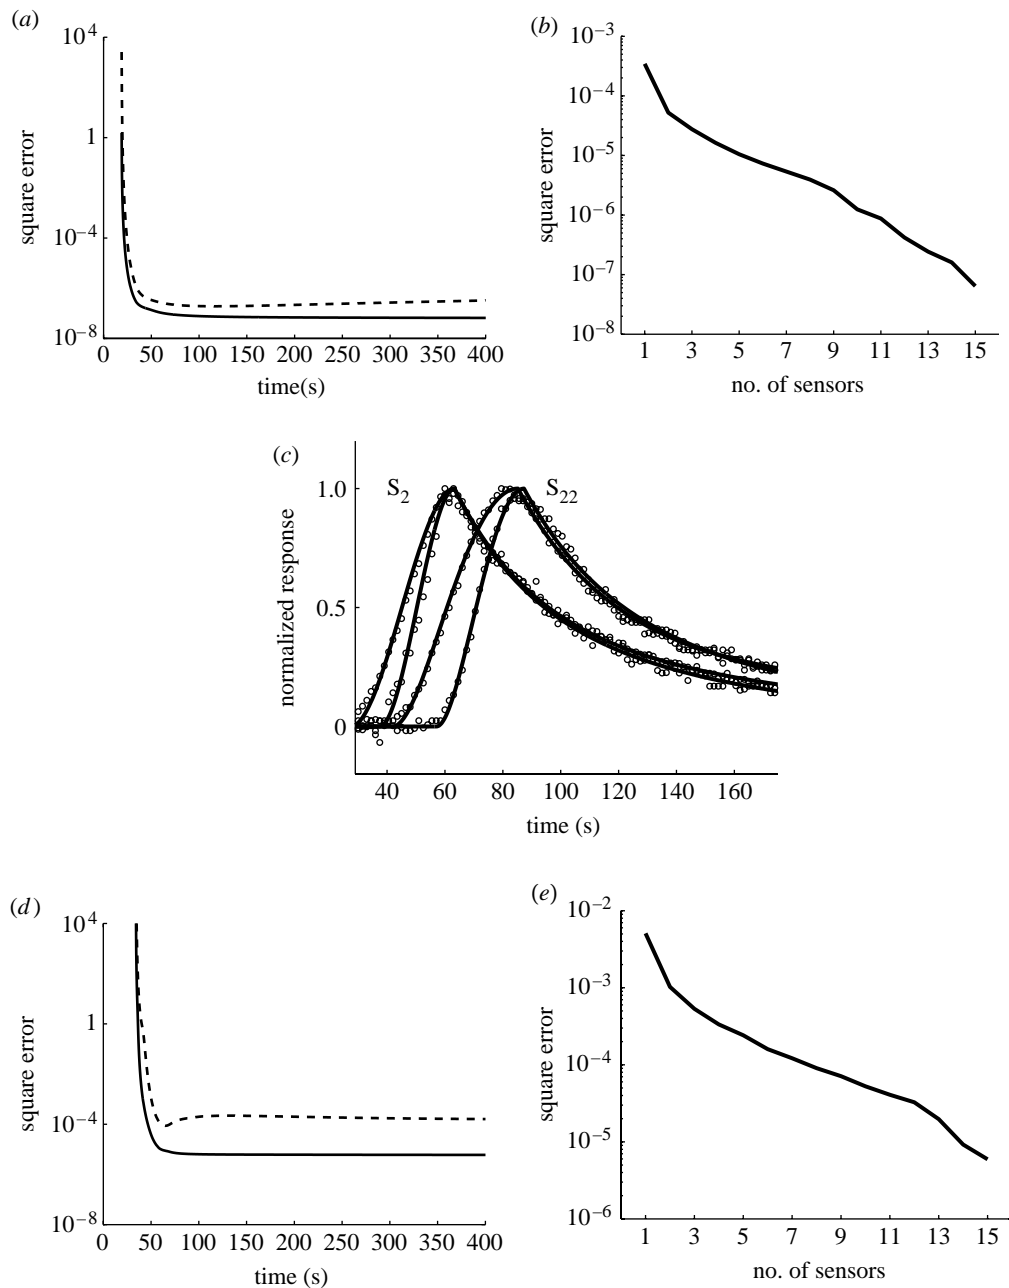 (a)
10^4
1
10^−4
10^−8
square error
0 50 100 150 200 250 300 350 400
time(s)
(b)
10^−3
10^−4
10^−5
10^−6
10^−7
10^−8
square error
1 3 5 7 9 11 13 15
no. of sensors
(c)
S_2
S_22
1.0
0.5
0
normalized response
40 60 80 100 120 140 160
time (s)
(d)
10^4
1
10^−4
10^−8
square error
0 50 100 150 200 250 300 350 400
time (s)
(e)
10^−2
10^−3
10^−4
10^−5
10^−6
square error
1 3 5 7 9 11 13 15
no. of sensors